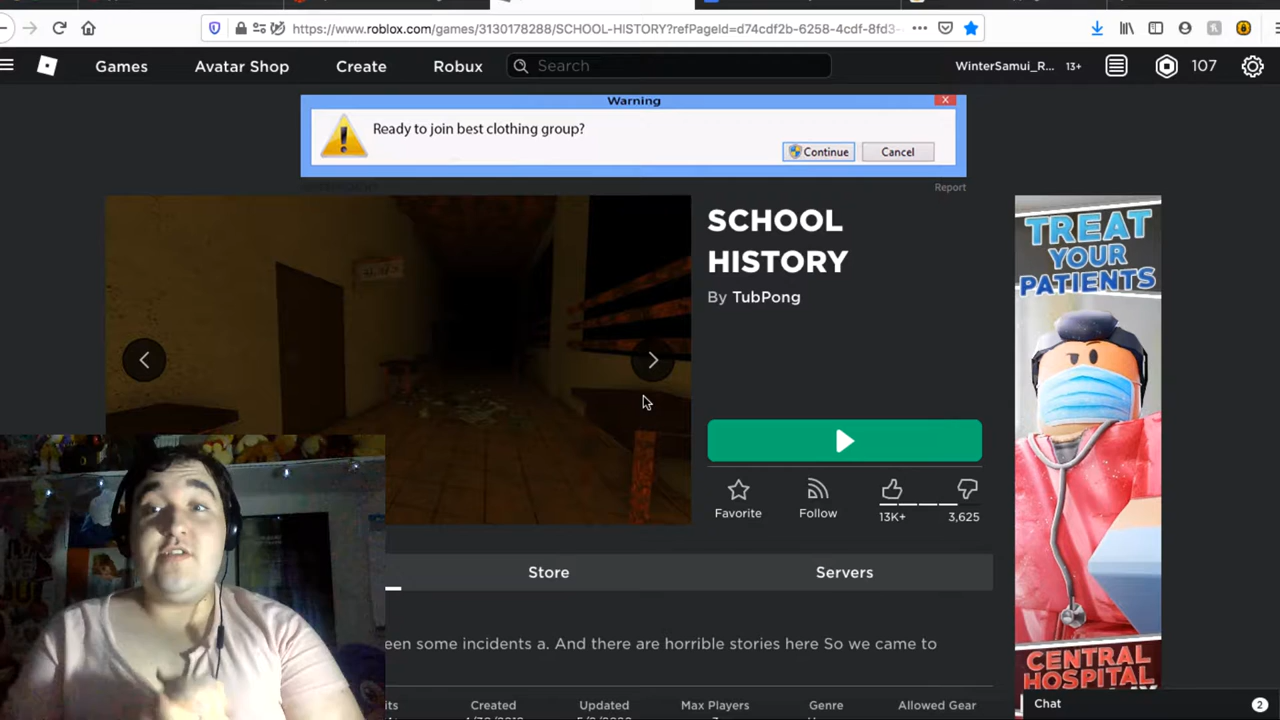 https://www.roblox.com/games/3130178288/SCHOOL-HISTORY?refPageId=d74cdf2b-6258-4cdf-8fd3-
Games
Avatar Shop
Create
Robux
Search
WinterSamui_R...
13+
107
Warning
Ready to join best clothing group?
Continue
Cancel
Report
SCHOOL
HISTORY
By TubPong
Favorite
Follow
13K+
3,625
Store
Servers
een some incidents a. And there are horrible stories here So we came to
Created
Updated
Max Players
Genre
Allowed Gear
TREAT
YOUR
PATIENTS
CENTRAL
HOSPITAL
Chat
2